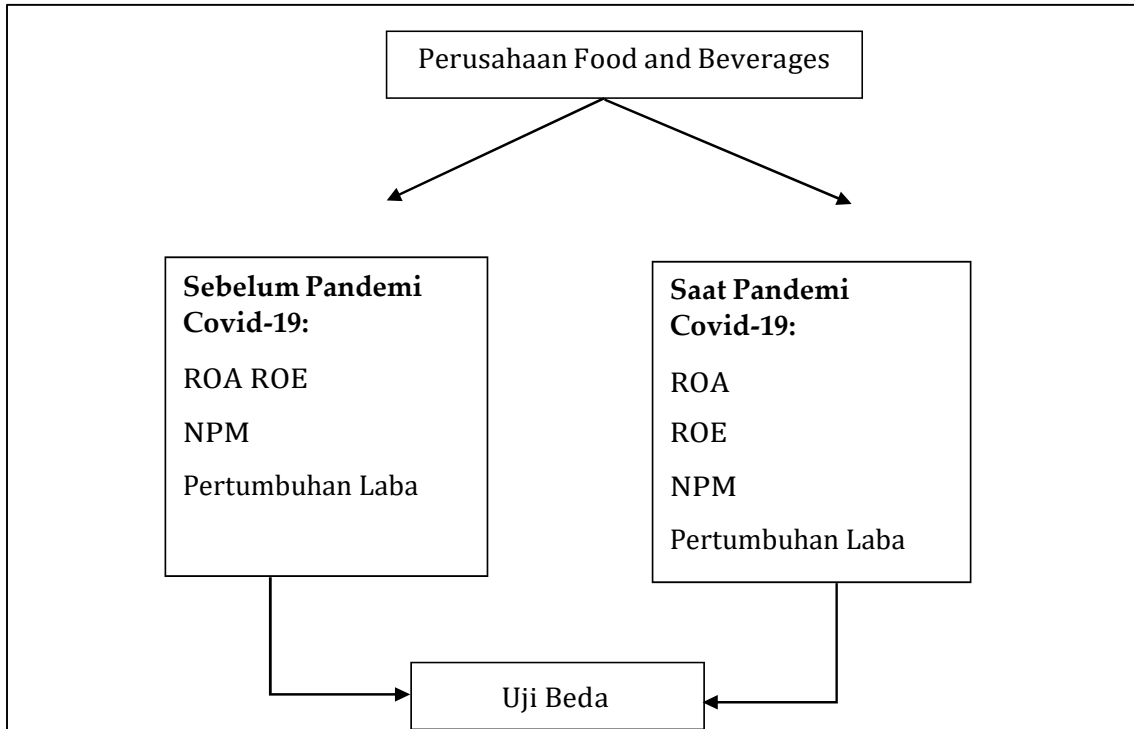 Perusahaan Food and Beverages
Sebelum Pandemi
Covid-19:
ROA ROE
NPM
Pertumbuhan Laba
Saat Pandemi
Covid-19:
ROA
ROE
NPM
Pertumbuhan Laba
Uji Beda